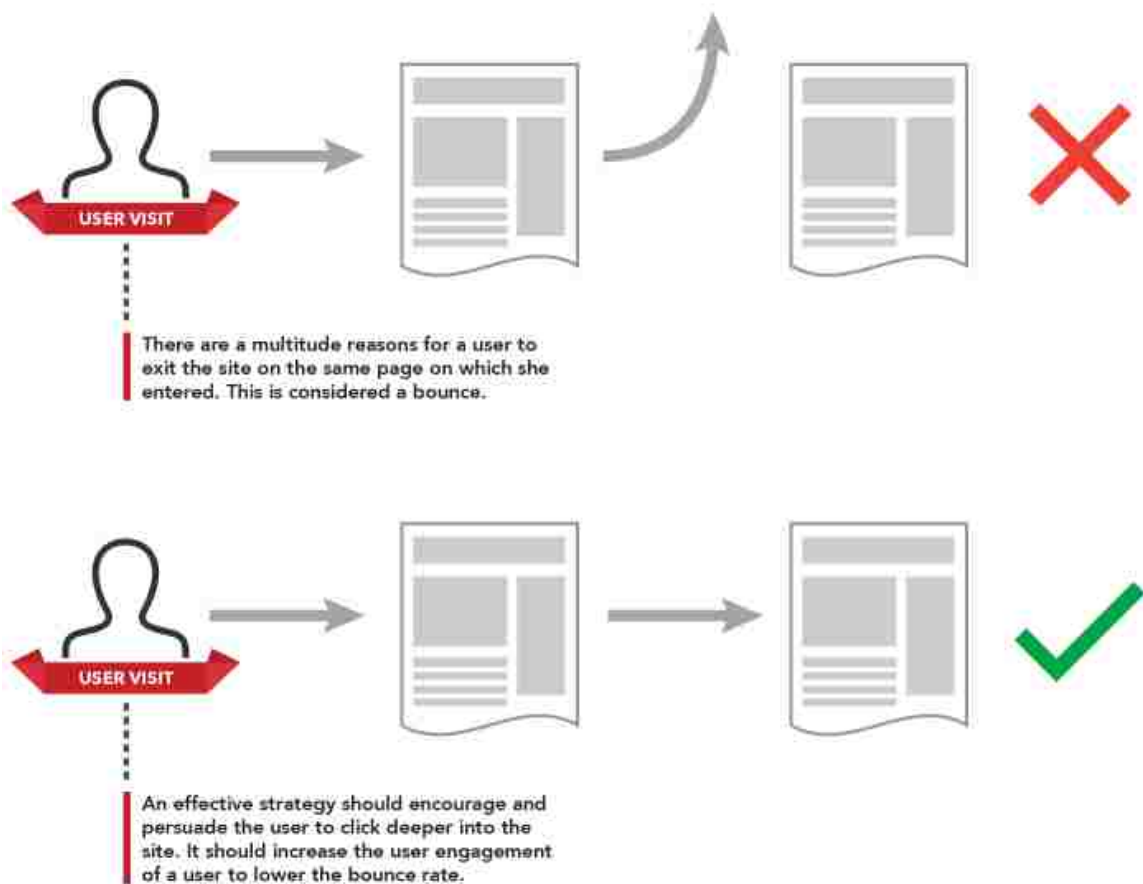 USER VISIT
There are a multitude reasons for a user to
exit the site on the same page on which she
entered. This is considered a bounce.
USER VISIT
An effective strategy should encourage and
persuade the user to click deeper into the
site. It should increase the user engagement
of a user to lower the bounce rate.